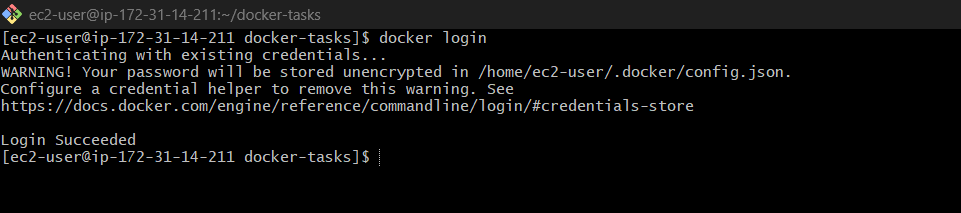 ec2-user@ip-172-31-14-211:~/docker-tasks
[ec2-user@ip-172-31-14-211 docker-tasks]$ docker login
Authenticating with existing credentials...
WARNING! Your password will be stored unencrypted in /home/ec2-user/.docker/config.json.
Configure a credential helper to remove this warning. See
https://docs.docker.com/engine/reference/commandline/login/#credentials-store
Login Succeeded
[ec2-user@ip-172-31-14-211 docker-tasks]$